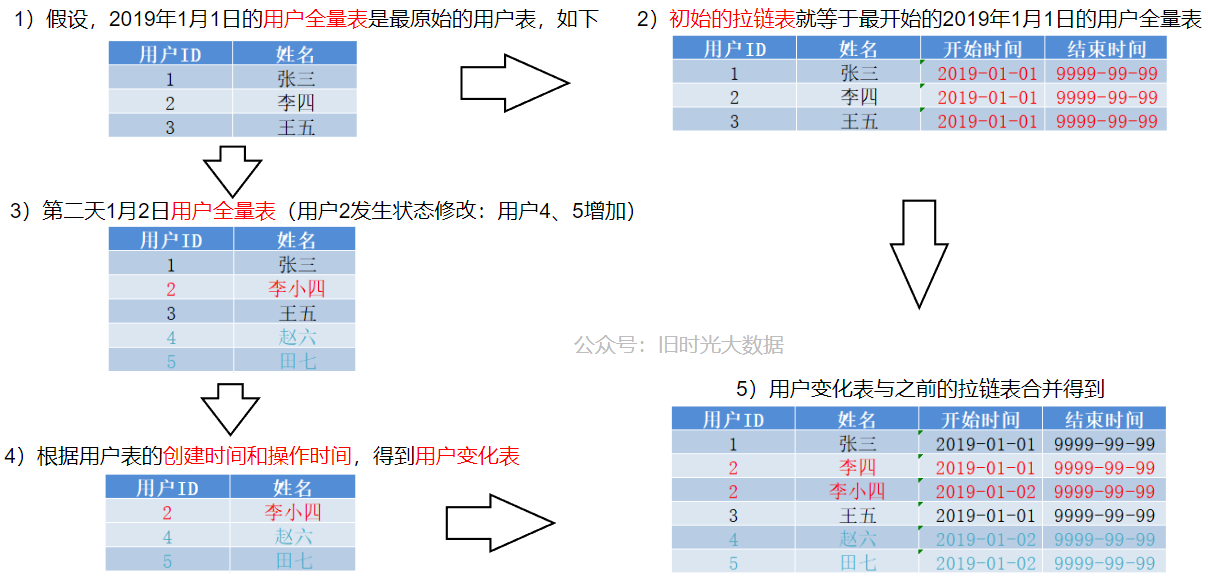 1）假设，2019年1月1日的用户全量表是最原始的用户表，如下
用户ID 姓名
1 张三
2 李四
3 王五
2）初始的拉链表就等于最开始的2019年1月1日的用户全量表
用户ID 姓名 开始时间 结束时间
1 张三 2019-01-01 9999-99-99
2 李四 2019-01-01 9999-99-99
3 王五 2019-01-01 9999-99-99
3）第二天1月2日用户全量表（用户2发生状态修改：用户4、5增加）
用户ID 姓名
1 张三
2 李小四
3 王五
4 赵六
5 田七
公众号：旧时光大数据
4）根据用户表的创建时间和操作时间，得到用户变化表
用户ID 姓名
2 李小四
4 赵六
5 田七
5）用户变化表与之前的拉链表合并得到
用户ID 姓名 开始时间 结束时间
1 张三 2019-01-01 9999-99-99
2 李四 2019-01-01 9999-99-99
2 李小四 2019-01-02 9999-99-99
3 王五 2019-01-01 9999-99-99
4 赵六 2019-01-02 9999-99-99
5 田七 2019-01-02 9999-99-99